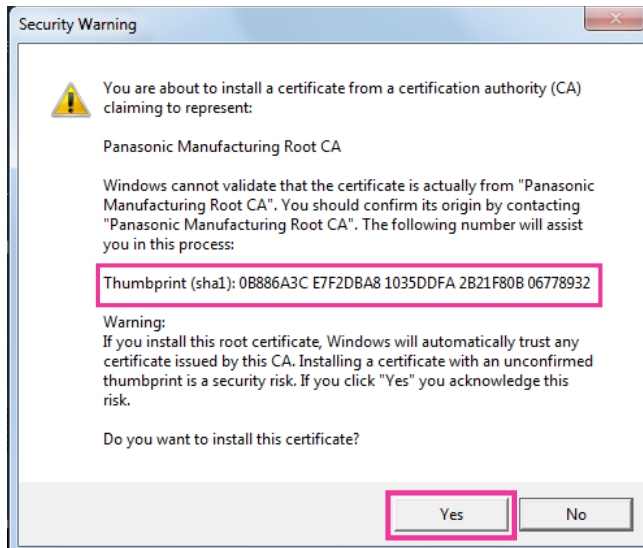 Security Warning
You are about to install a certificate from a certification authority (CA)
claiming to represent:
Panasonic Manufacturing Root CA
Windows cannot validate that the certificate is actually from "Panasonic
Manufacturing Root CA". You should confirm its origin by contacting
"Panasonic Manufacturing Root CA". The following number will assist
you in this process:
Thumbprint (sha1): 0B886A3C E7F2DBA8 1035DDFA 2B21F80B 06778932
Warning:
If you install this root certificate, Windows will automatically trust any
certificate issued by this CA. Installing a certificate with an unconfirmed
thumbprint is a security risk. If you click "Yes" you acknowledge this
risk.
Do you want to install this certificate?
Yes
No